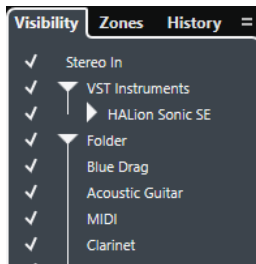 Visibility Zones History
Stereo In
VST Instruments
HALion Sonic SE
Folder
Blue Drag
Acoustic Guitar
MIDI
Clarinet